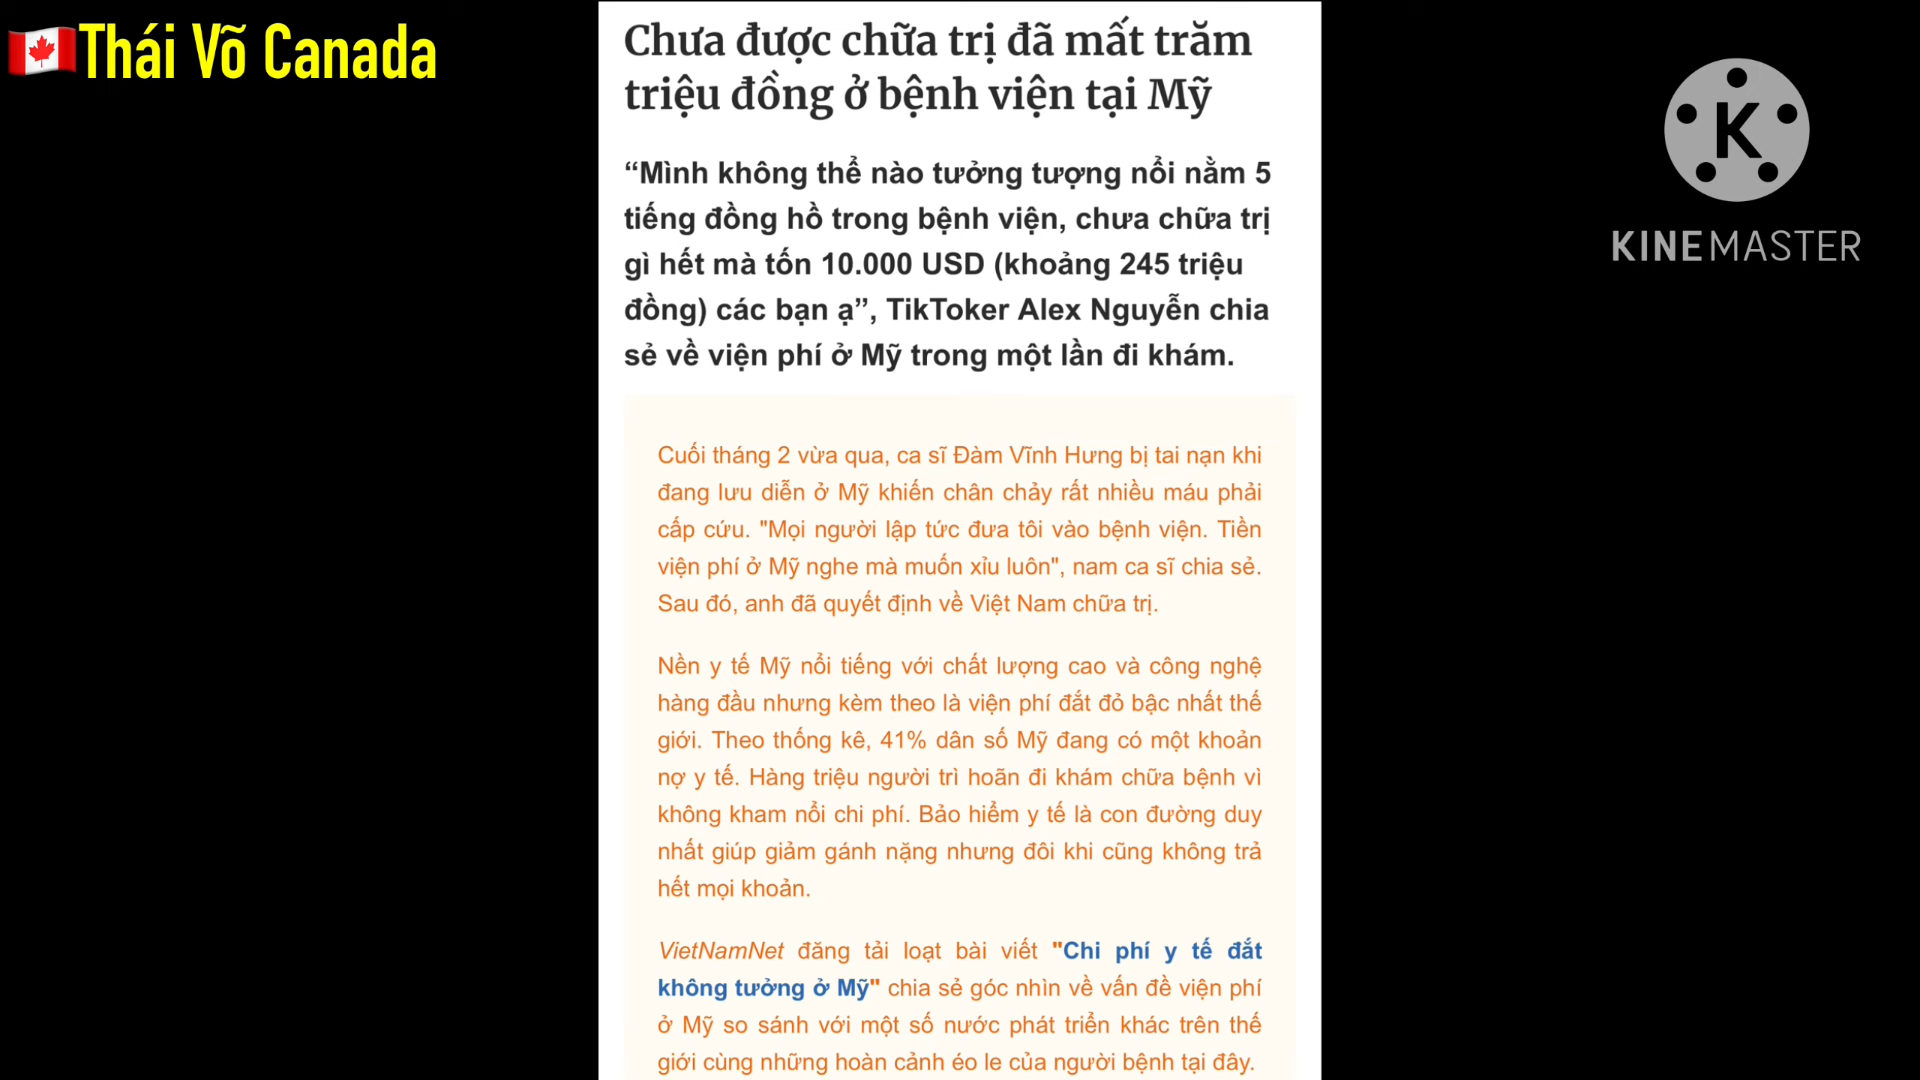 Thái Võ Canada
Chưa được chữa trị đã mất trăm
triệu đồng ở bệnh viện tại Mỹ
“Mình không thể nào tưởng tượng nổi nằm 5
tiếng đồng hồ trong bệnh viện, chưa chữa trị
gì hết mà tốn 10.000 USD (khoảng 245 triệu
đồng) các bạn ạ”, TikToker Alex Nguyễn chia
sẻ về viện phí ở Mỹ trong một lần đi khám.
Cuối tháng 2 vừa qua, ca sĩ Đàm Vĩnh Hưng bị tai nạn khi
đang lưu diễn ở Mỹ khiến chân chảy rất nhiều máu phải
cấp cứu. "Mọi người lập tức đưa tôi vào bệnh viện. Tiền
viện phí ở Mỹ nghe mà muốn xỉu luôn", nam ca sĩ chia sẻ.
Sau đó, anh đã quyết định về Việt Nam chữa trị.
Nền y tế Mỹ nổi tiếng với chất lượng cao và công nghệ
hàng đầu nhưng kèm theo là viện phí đắt đỏ bậc nhất thế
giới. Theo thống kê, 41% dân số Mỹ đang có một khoản
nợ y tế. Hàng triệu người trì hoãn đi khám chữa bệnh vì
không kham nổi chi phí. Bảo hiểm y tế là con đường duy
nhất giúp giảm gánh nặng nhưng đôi khi cũng không trả
hết mọi khoản.
VietNamNet đăng tải loạt bài viết "Chi phí y tế đắt
không tưởng ở Mỹ" chia sẻ góc nhìn về vấn đề viện phí
ở Mỹ so sánh với một số nước phát triển khác trên thế
giới cùng những hoàn cảnh éo le của người bệnh tại đây.
K
KINEMASTER